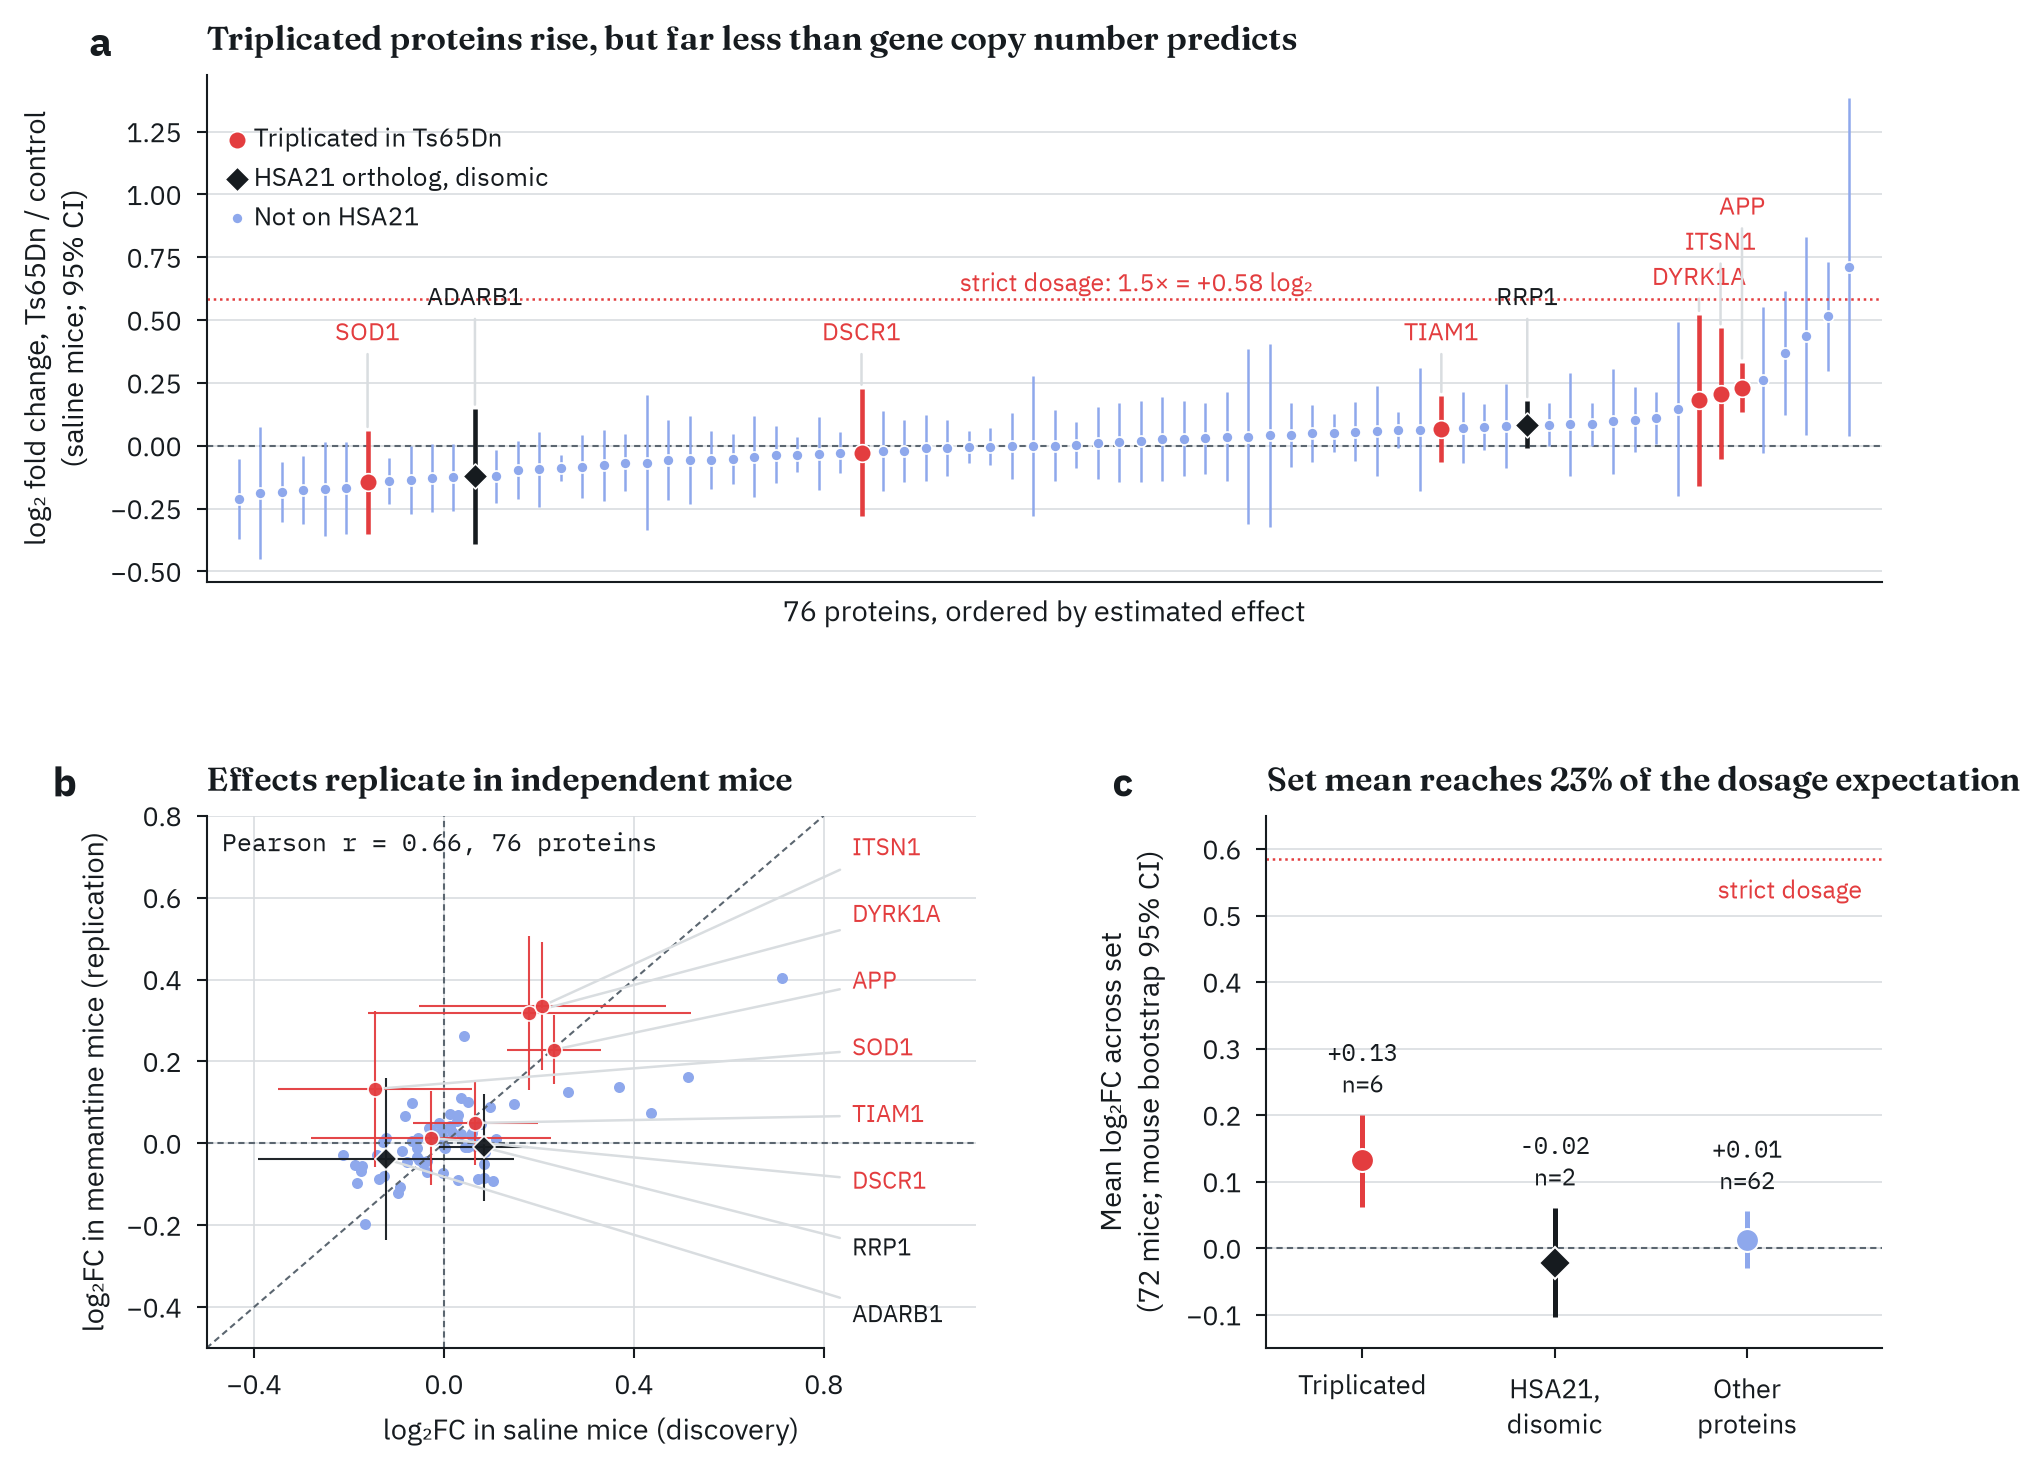 a
Triplicated proteins rise, but far less than gene copy number predicts
log₂ fold change, Ts65Dn / control
(saline mice; 95% CI)
1.25
1.00
0.75
0.50
0.25
0.00
−0.25
−0.50
Triplicated in Ts65Dn
HSA21 ortholog, disomic
Not on HSA21
APP
ITSN1
DYRK1A
strict dosage: 1.5× = +0.58 log₂
ADARB1
RRP1
SOD1
DSCR1
TIAM1
76 proteins, ordered by estimated effect
b
Effects replicate in independent mice
log₂FC in memantine mice (replication)
0.8
0.6
0.4
0.2
0.0
−0.2
−0.4
Pearson r = 0.66, 76 proteins
ITSN1
DYRK1A
APP
SOD1
TIAM1
DSCR1
RRP1
ADARB1
−0.4
0.0
0.4
0.8
log₂FC in saline mice (discovery)
c
Set mean reaches 23% of the dosage expectation
Mean log₂FC across set
(72 mice; mouse bootstrap 95% CI)
0.6
0.5
0.4
0.3
0.2
0.1
0.0
−0.1
strict dosage
+0.13
n=6
-0.02
n=2
+0.01
n=62
Triplicated
HSA21,
disomic
Other
proteins